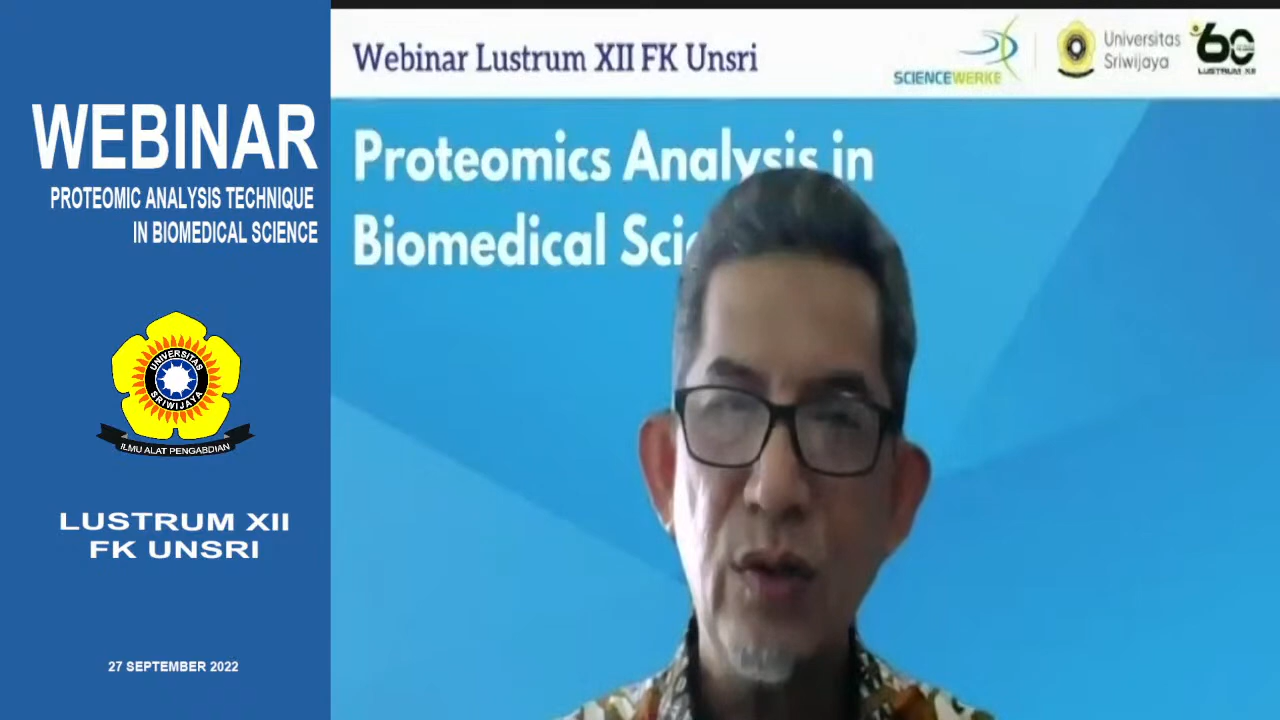 WEBINAR
PROTEOMIC ANALYSIS TECHNIQUE
IN BIOMEDICAL SCIENCE
UNIVERSITAS
SRIWIJAYA
ILMU ALAT PENGABDIAN
LUSTRUM XII
FK UNSRI
27 SEPTEMBER 2022
Webinar Lustrum XII FK Unsri
SCIENCEWERKE
Universitas
Sriwijaya
60
LUSTRUM XII
Proteomics Analysis in
Biomedical Scie